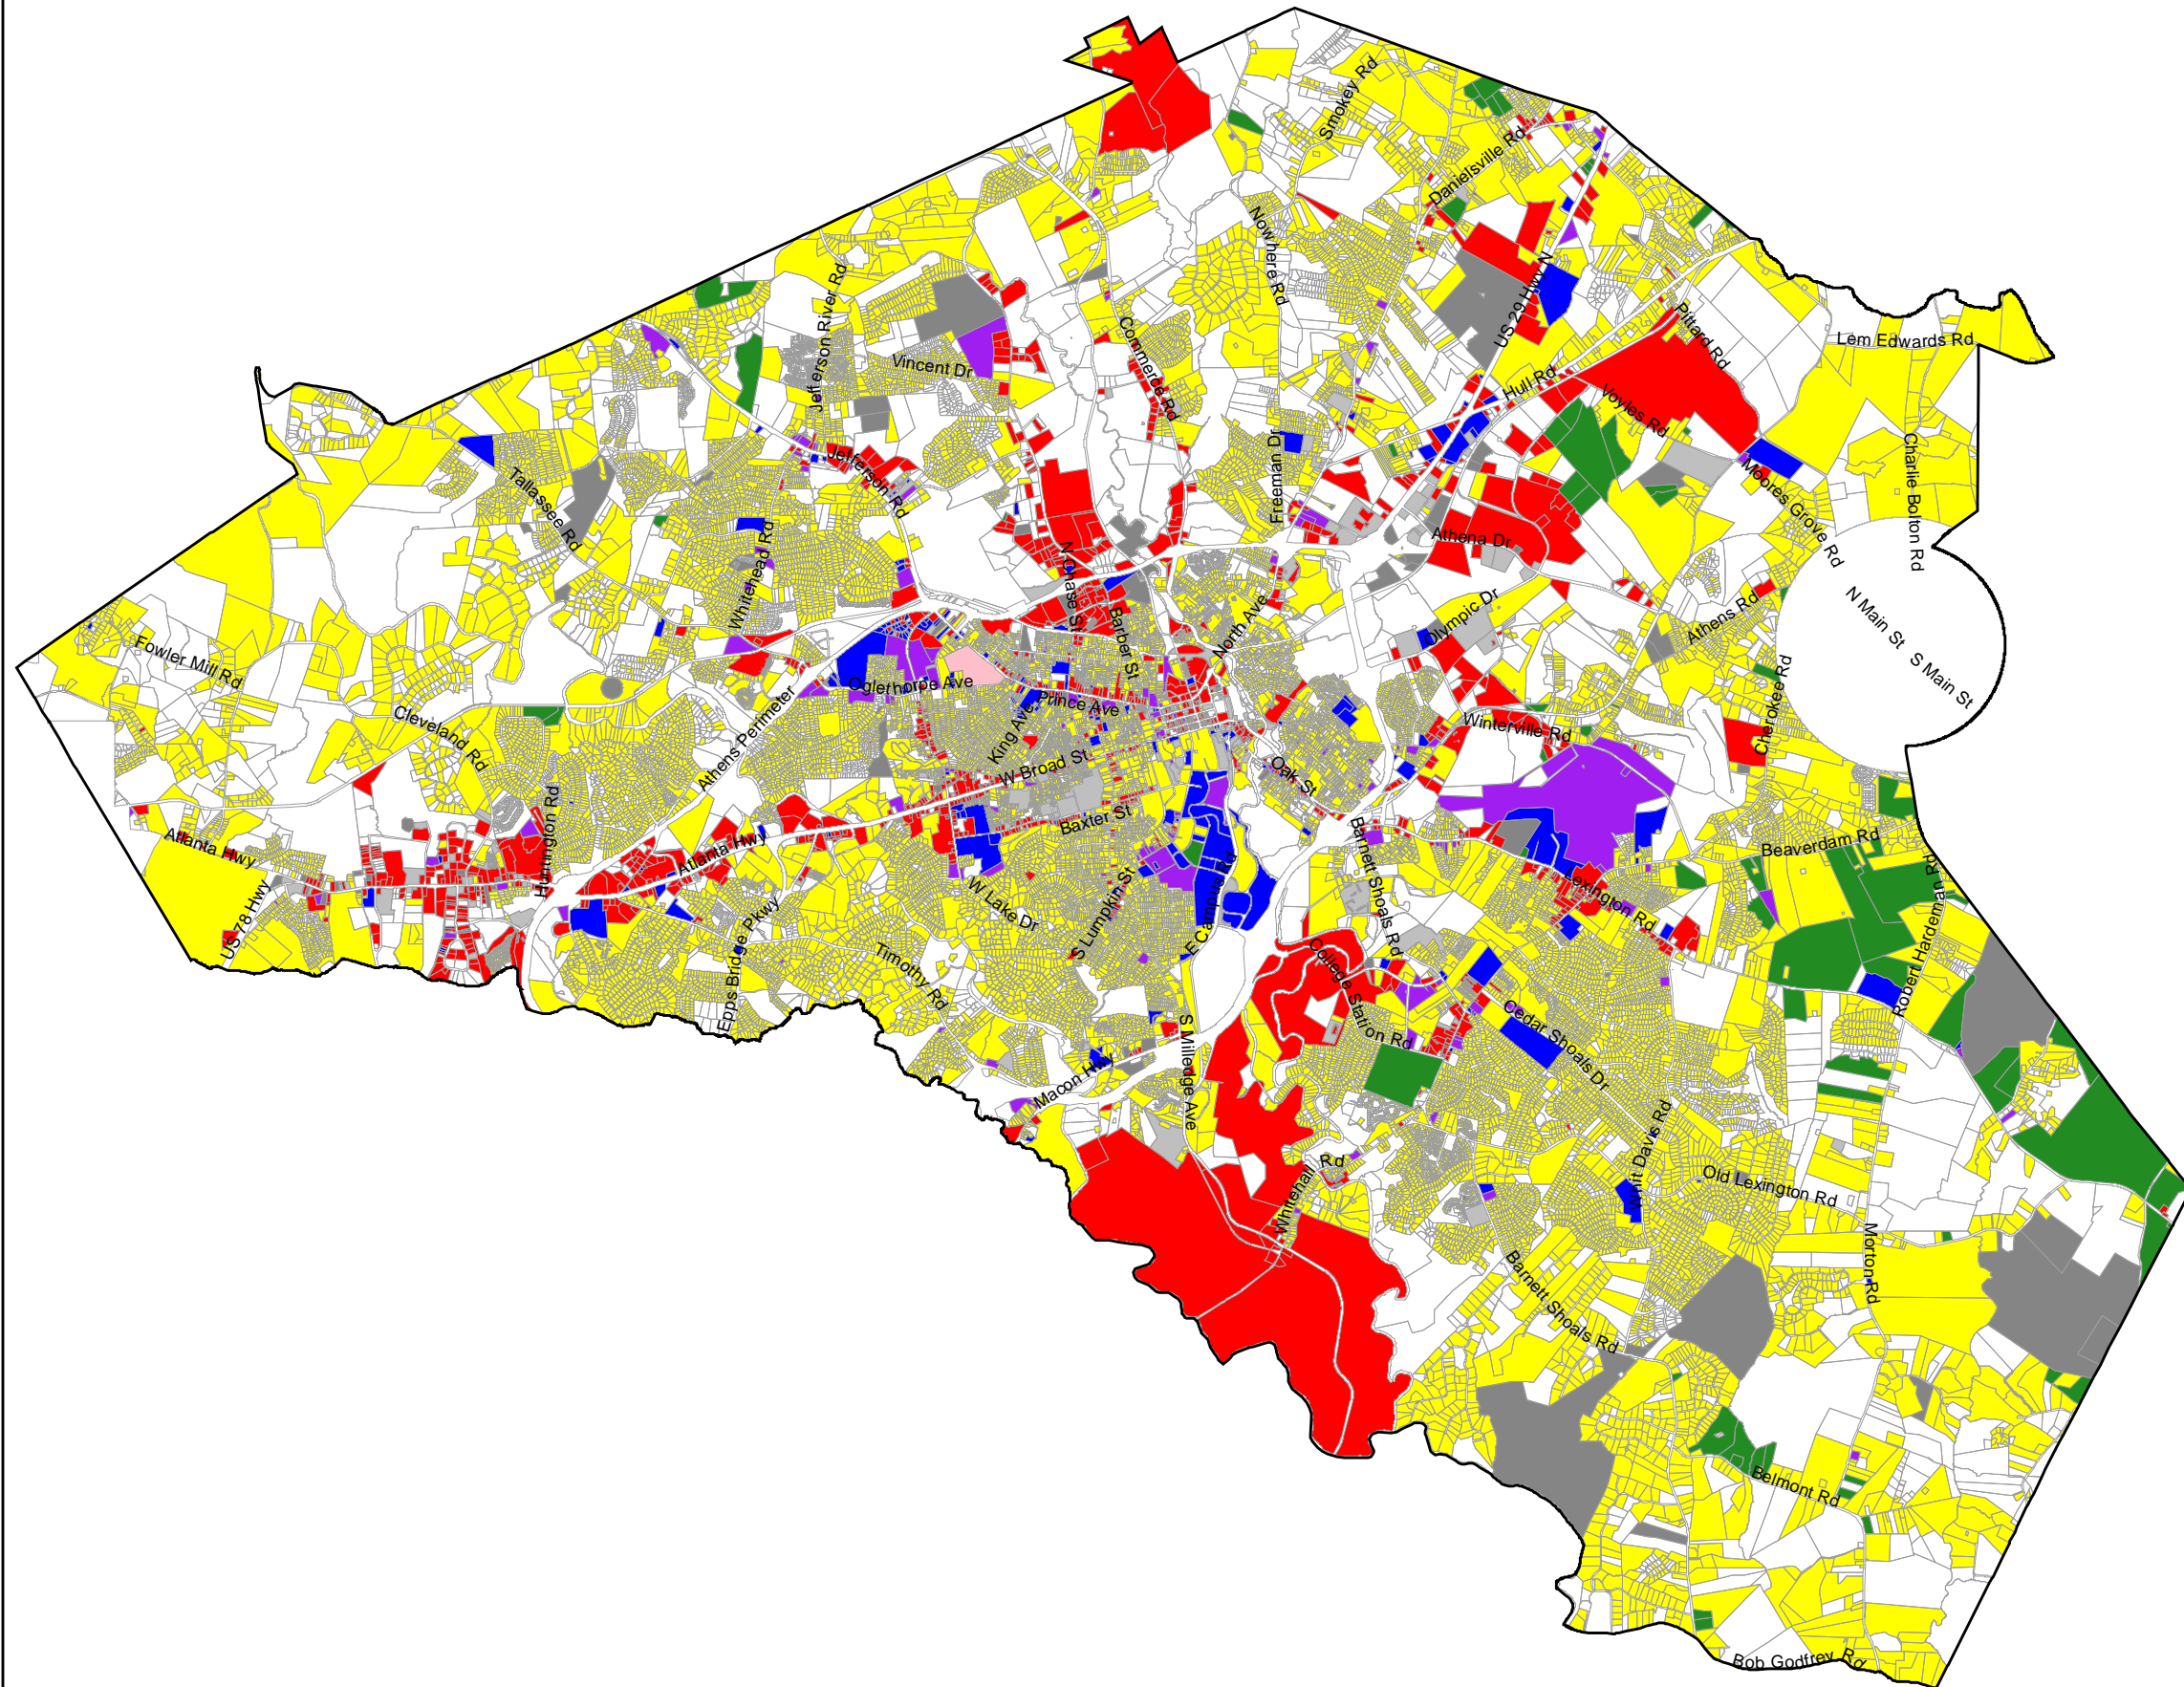 Smokey Rd
Danielsville Rd
Nowhere Rd
US 29 Hwy N
Jefferson River Rd
Commerce Rd
Pittard Rd
Lem Edwards Rd
Vincent Dr
Hull Rd
Voyles Rd
Jefferson Rd
Freeman Dr
Charlie Bolton Rd
Moores Grove Rd
Tallassee Rd
Whitehead Rd
N Chase St
Athena Dr
Barber St
North Ave
Olympic Dr
Athens Rd
N Main St
S Main St
Fowler Mill Rd
Oglethorpe Ave
Prince Ave
King Ave
Cleveland Rd
Athens Perimeter
Winterville Rd
Cherokee Rd
W Broad St
Oak St
Huntington Rd
Baxter St
Atlanta Hwy
Atlanta Hwy
Barnett Shoals Rd
Beaverdam Rd
US 78 Hwy
W Lake Dr
S Lumpkin St
E Campus Rd
Lexington Rd
Robert Hardeman Rd
Epps Bridge Pkwy
Timothy Rd
College Station Rd
Cedar Shoals Dr
S Milledge Ave
Macon Hwy
Whit Davis Rd
Whitehall Rd
Old Lexington Rd
Morton Rd
Barnett Shoals Rd
Belmont Rd
Bob Godfrey Rd